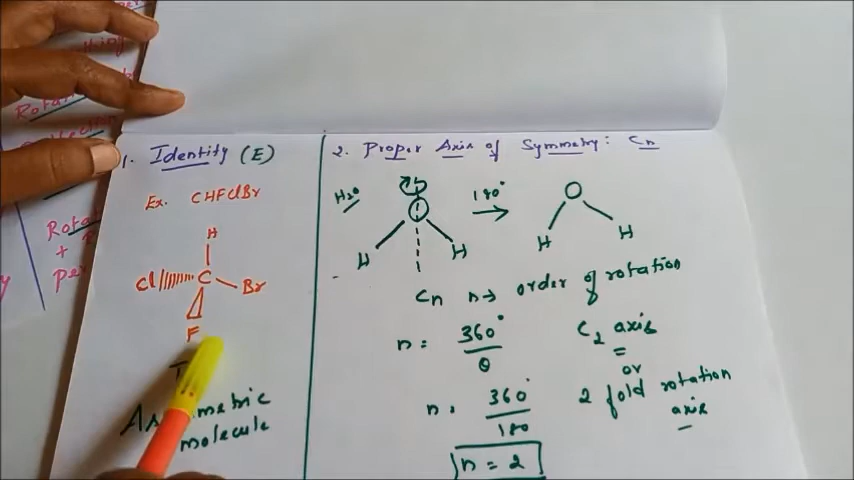 1. Identity (E)
Ex. CHFClBr
H
Cl C Br
F
molecule
2. Proper Axis of Symmetry: Cn
H2O
180°
O
H H
O
H H
Cn n→ order of rotation
n = 360° / θ
C2 axis
or
2 fold rotation
axis
n = 360° / 180
n = 2